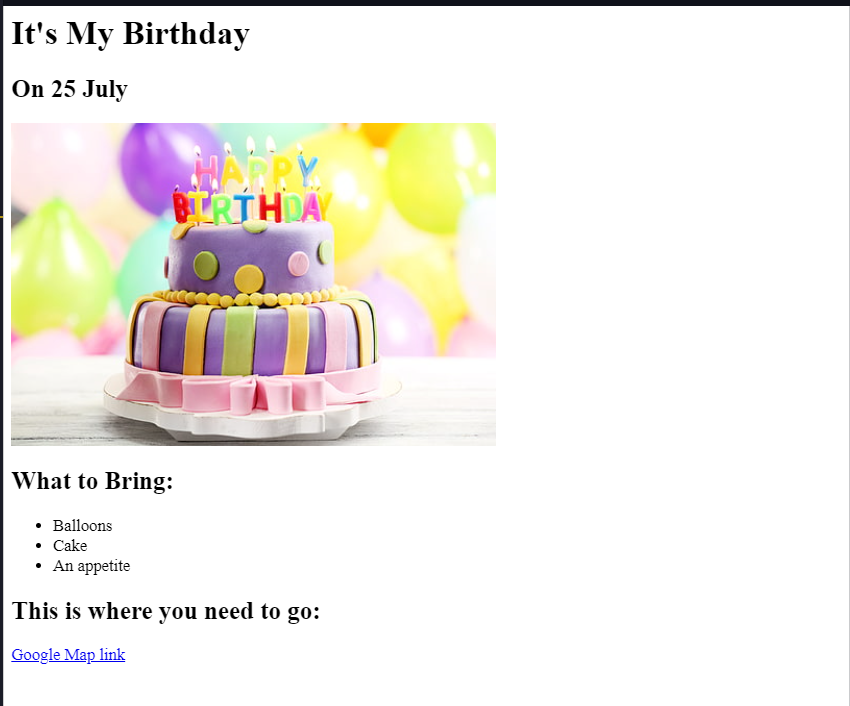 It's My Birthday
On 25 July
HAPPY
BIRTHDAY
What to Bring:
Balloons
Cake
An appetite
This is where you need to go:
Google Map link